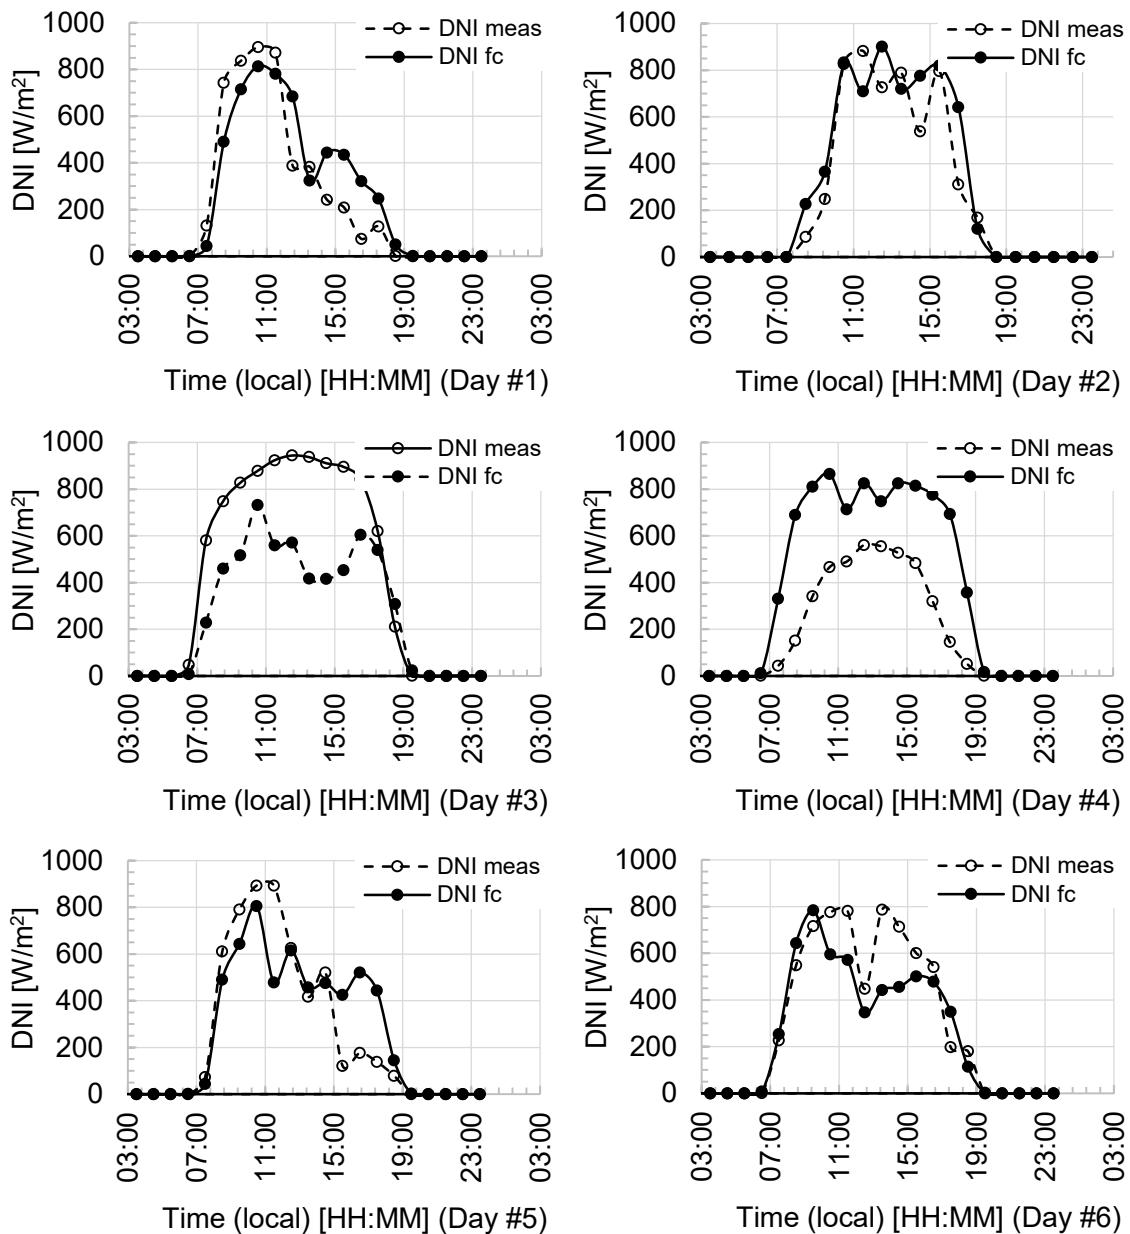 DNI [W/m²]
1000
800
600
400
200
0
DNI meas
DNI fc
03:00 07:00 11:00 15:00 19:00 23:00 03:00
Time (local) [HH:MM] (Day #1)
DNI [W/m²]
1000
800
600
400
200
0
DNI meas
DNI fc
03:00 07:00 11:00 15:00 19:00 23:00
Time (local) [HH:MM] (Day #2)
DNI [W/m²]
1000
800
600
400
200
0
DNI meas
DNI fc
03:00 07:00 11:00 15:00 19:00 23:00 03:00
Time (local) [HH:MM] (Day #3)
DNI [W/m²]
1000
800
600
400
200
0
DNI meas
DNI fc
03:00 07:00 11:00 15:00 19:00 23:00 03:00
Time (local) [HH:MM] (Day #4)
DNI [W/m²]
1000
800
600
400
200
0
DNI meas
DNI fc
03:00 07:00 11:00 15:00 19:00 23:00 03:00
Time (local) [HH:MM] (Day #5)
DNI [W/m²]
1000
800
600
400
200
0
DNI meas
DNI fc
03:00 07:00 11:00 15:00 19:00 23:00 03:00
Time (local) [HH:MM] (Day #6)